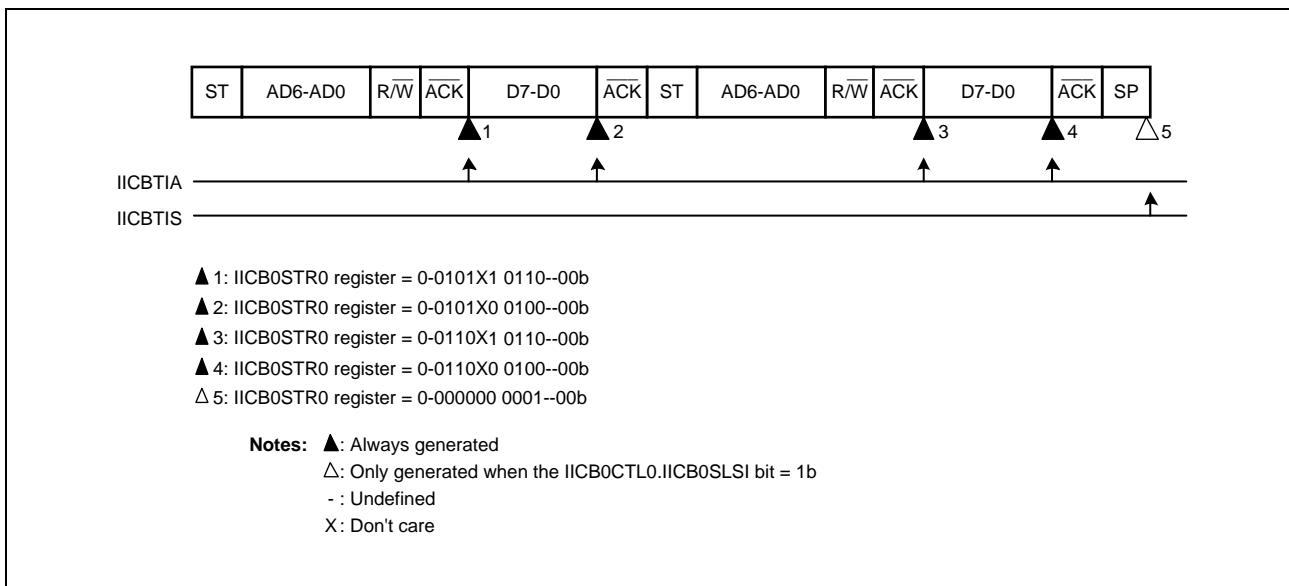 ST AD6-AD0 R/W ACK D7-D0 ACK ST AD6-AD0 R/W ACK D7-D0 ACK SP
▲1 ▲2 ▲3 ▲4 △5
IICBTIA
IICBTIS
▲ 1: IICB0STR0 register = 0-0101X1 0110--00b
▲ 2: IICB0STR0 register = 0-0101X0 0100--00b
▲ 3: IICB0STR0 register = 0-0110X1 0110--00b
▲ 4: IICB0STR0 register = 0-0110X0 0100--00b
△ 5: IICB0STR0 register = 0-000000 0001--00b
Notes: ▲: Always generated
△: Only generated when the IICB0CTL0.IICB0SLSI bit = 1b
- : Undefined
X: Don't care